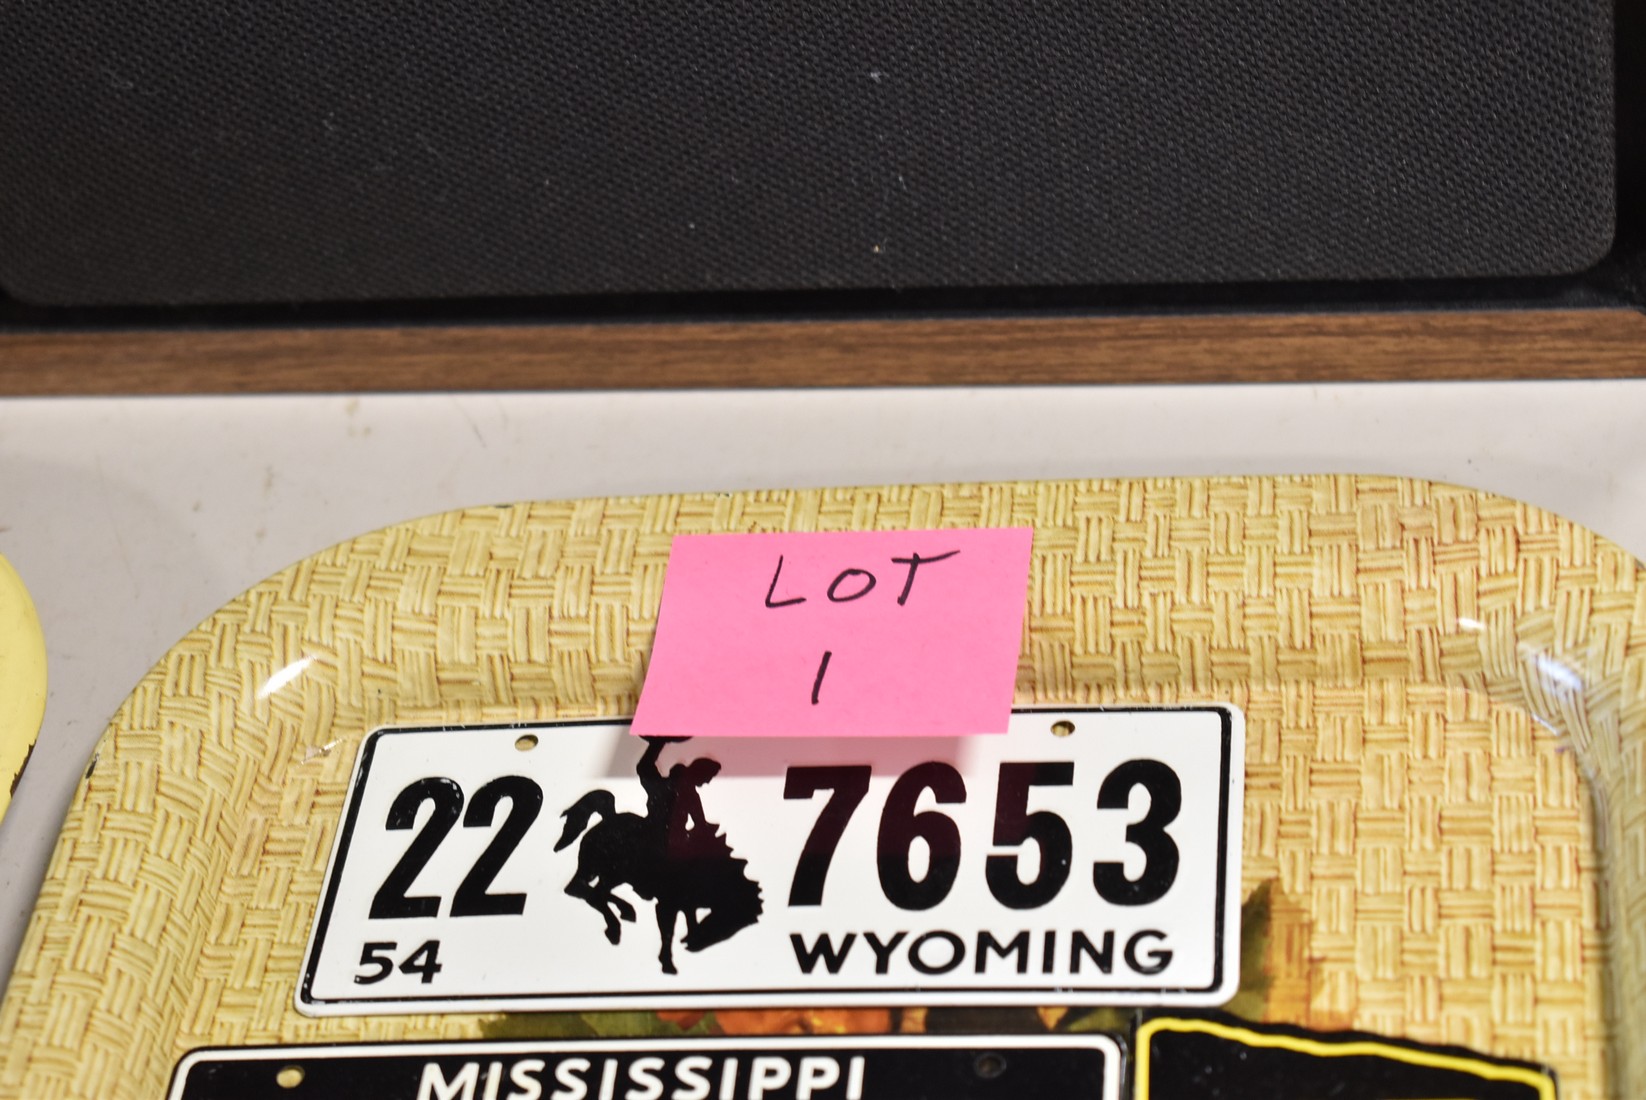 LOT
1
22 7653
54 WYOMING
MISSISSIPPI